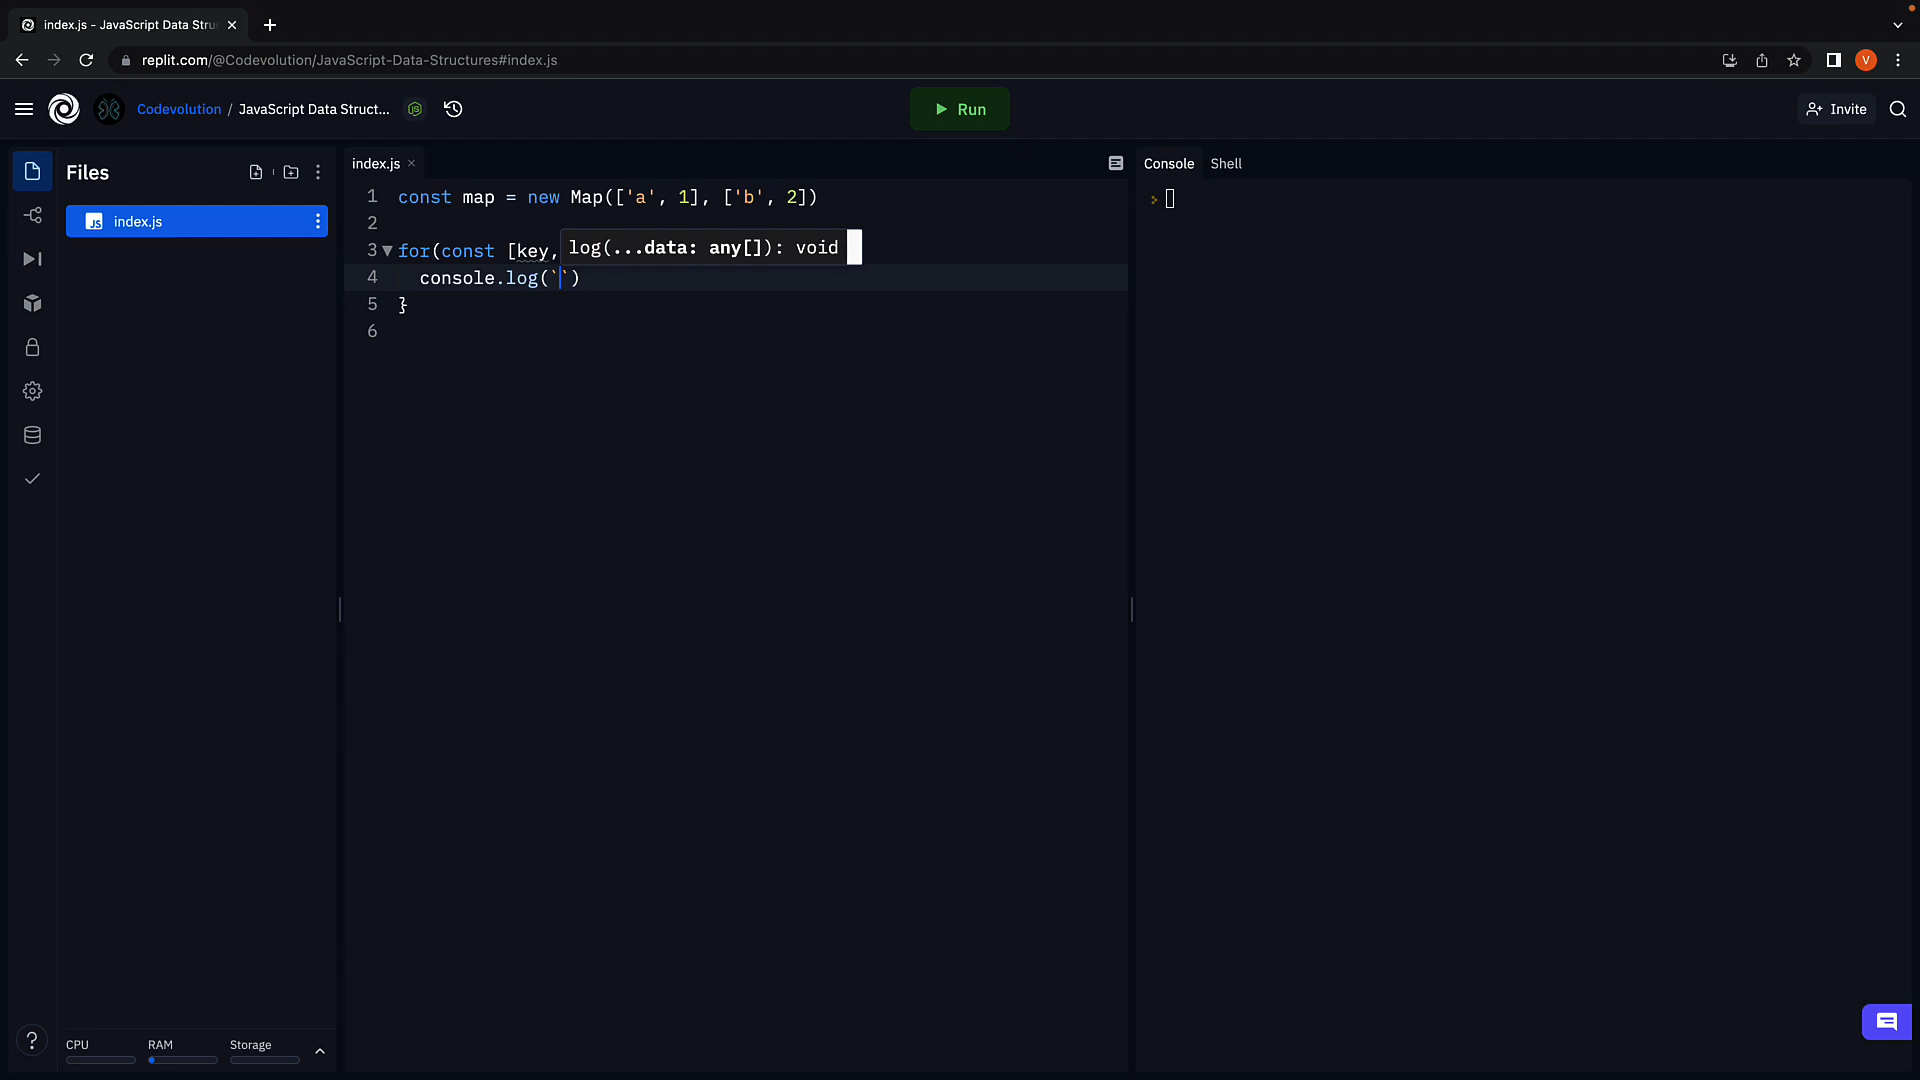 index.js - JavaScript Data Stru
replit.com/@Codevolution/JavaScript-Data-Structures#index.js
V
Codevolution / JavaScript Data Struct...
Run
Invite
Files
index.js
Console
Shell
JS index.js
1 const map = new Map(['a', 1], ['b', 2])
2
3 for(const [key,
log(...data: any[]): void
4 console.log(``)
5 }
6
?
CPU
RAM
Storage